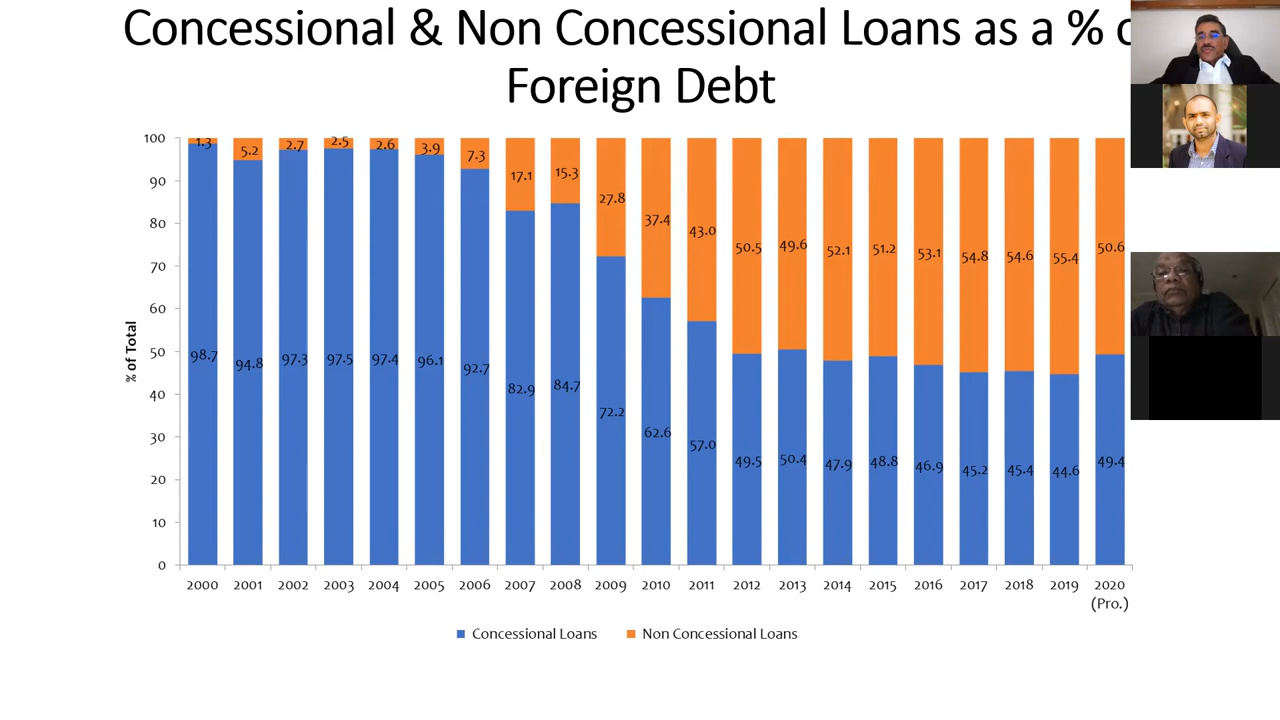 Concessional & Non Concessional Loans as a %
Foreign Debt
% of Total
100
90
80
70
60
50
40
30
20
10
0
1.3 5.2 2.7 2.5 2.6 3.9 7.3 17.1 15.3 27.8 37.4 43.0 50.5 49.6 52.1 51.2 53.1 54.8 54.6 55.4 50.6
98.7 94.8 97.3 97.5 97.4 96.1 92.7 82.9 84.7 72.2 62.6 57.0 49.5 50.4 47.9 48.8 46.9 45.2 45.4 44.6 49.4
2000 2001 2002 2003 2004 2005 2006 2007 2008 2009 2010 2011 2012 2013 2014 2015 2016 2017 2018 2019 2020
(Pro.)
Concessional Loans Non Concessional Loans